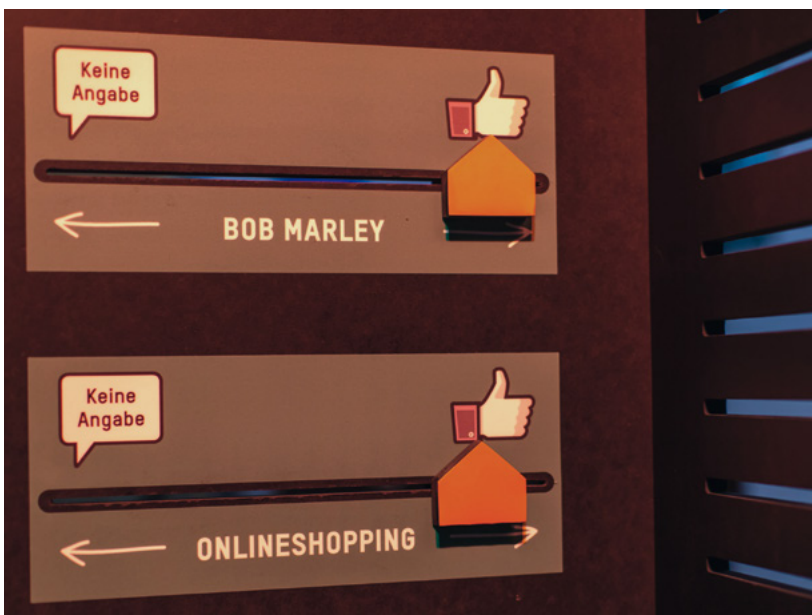 Keine
Angabe
BOB MARLEY
Keine
Angabe
ONLINESHOPPING